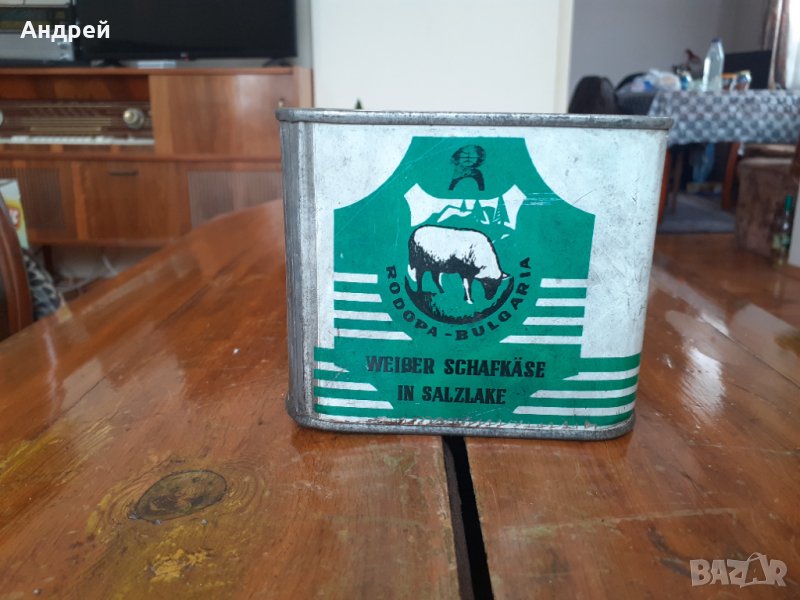 Андрей
RODOPA-BULGARIA
WEIßER SCHAFKÄSE
IN SALZLAKE
BAZAR